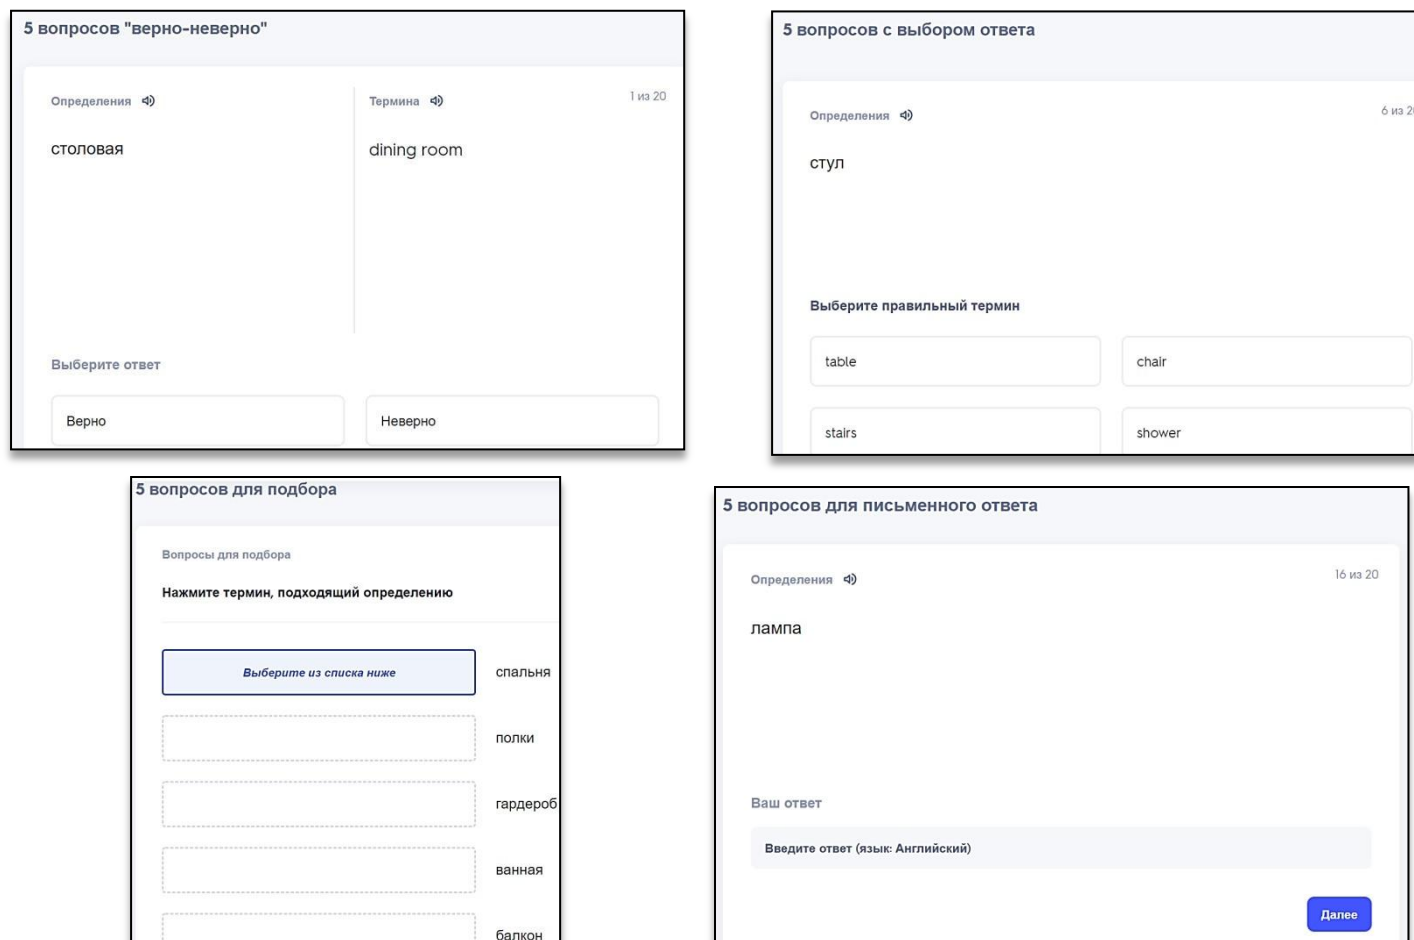 5 вопросов "верно-неверно"
Определения
Термина
1 из 20
столовая
dining room
Выберите ответ
Верно
Неверно
5 вопросов с выбором ответа
Определения
6 из 2
стул
Выберите правильный термин
table
chair
stairs
shower
5 вопросов для подбора
Вопросы для подбора
Нажмите термин, подходящий определению
Выберите из списка ниже
спальня
полки
гардероб
ванная
балкон
5 вопросов для письменного ответа
Определения
16 из 20
лампа
Ваш ответ
Введите ответ (язык: Английский)
Далее